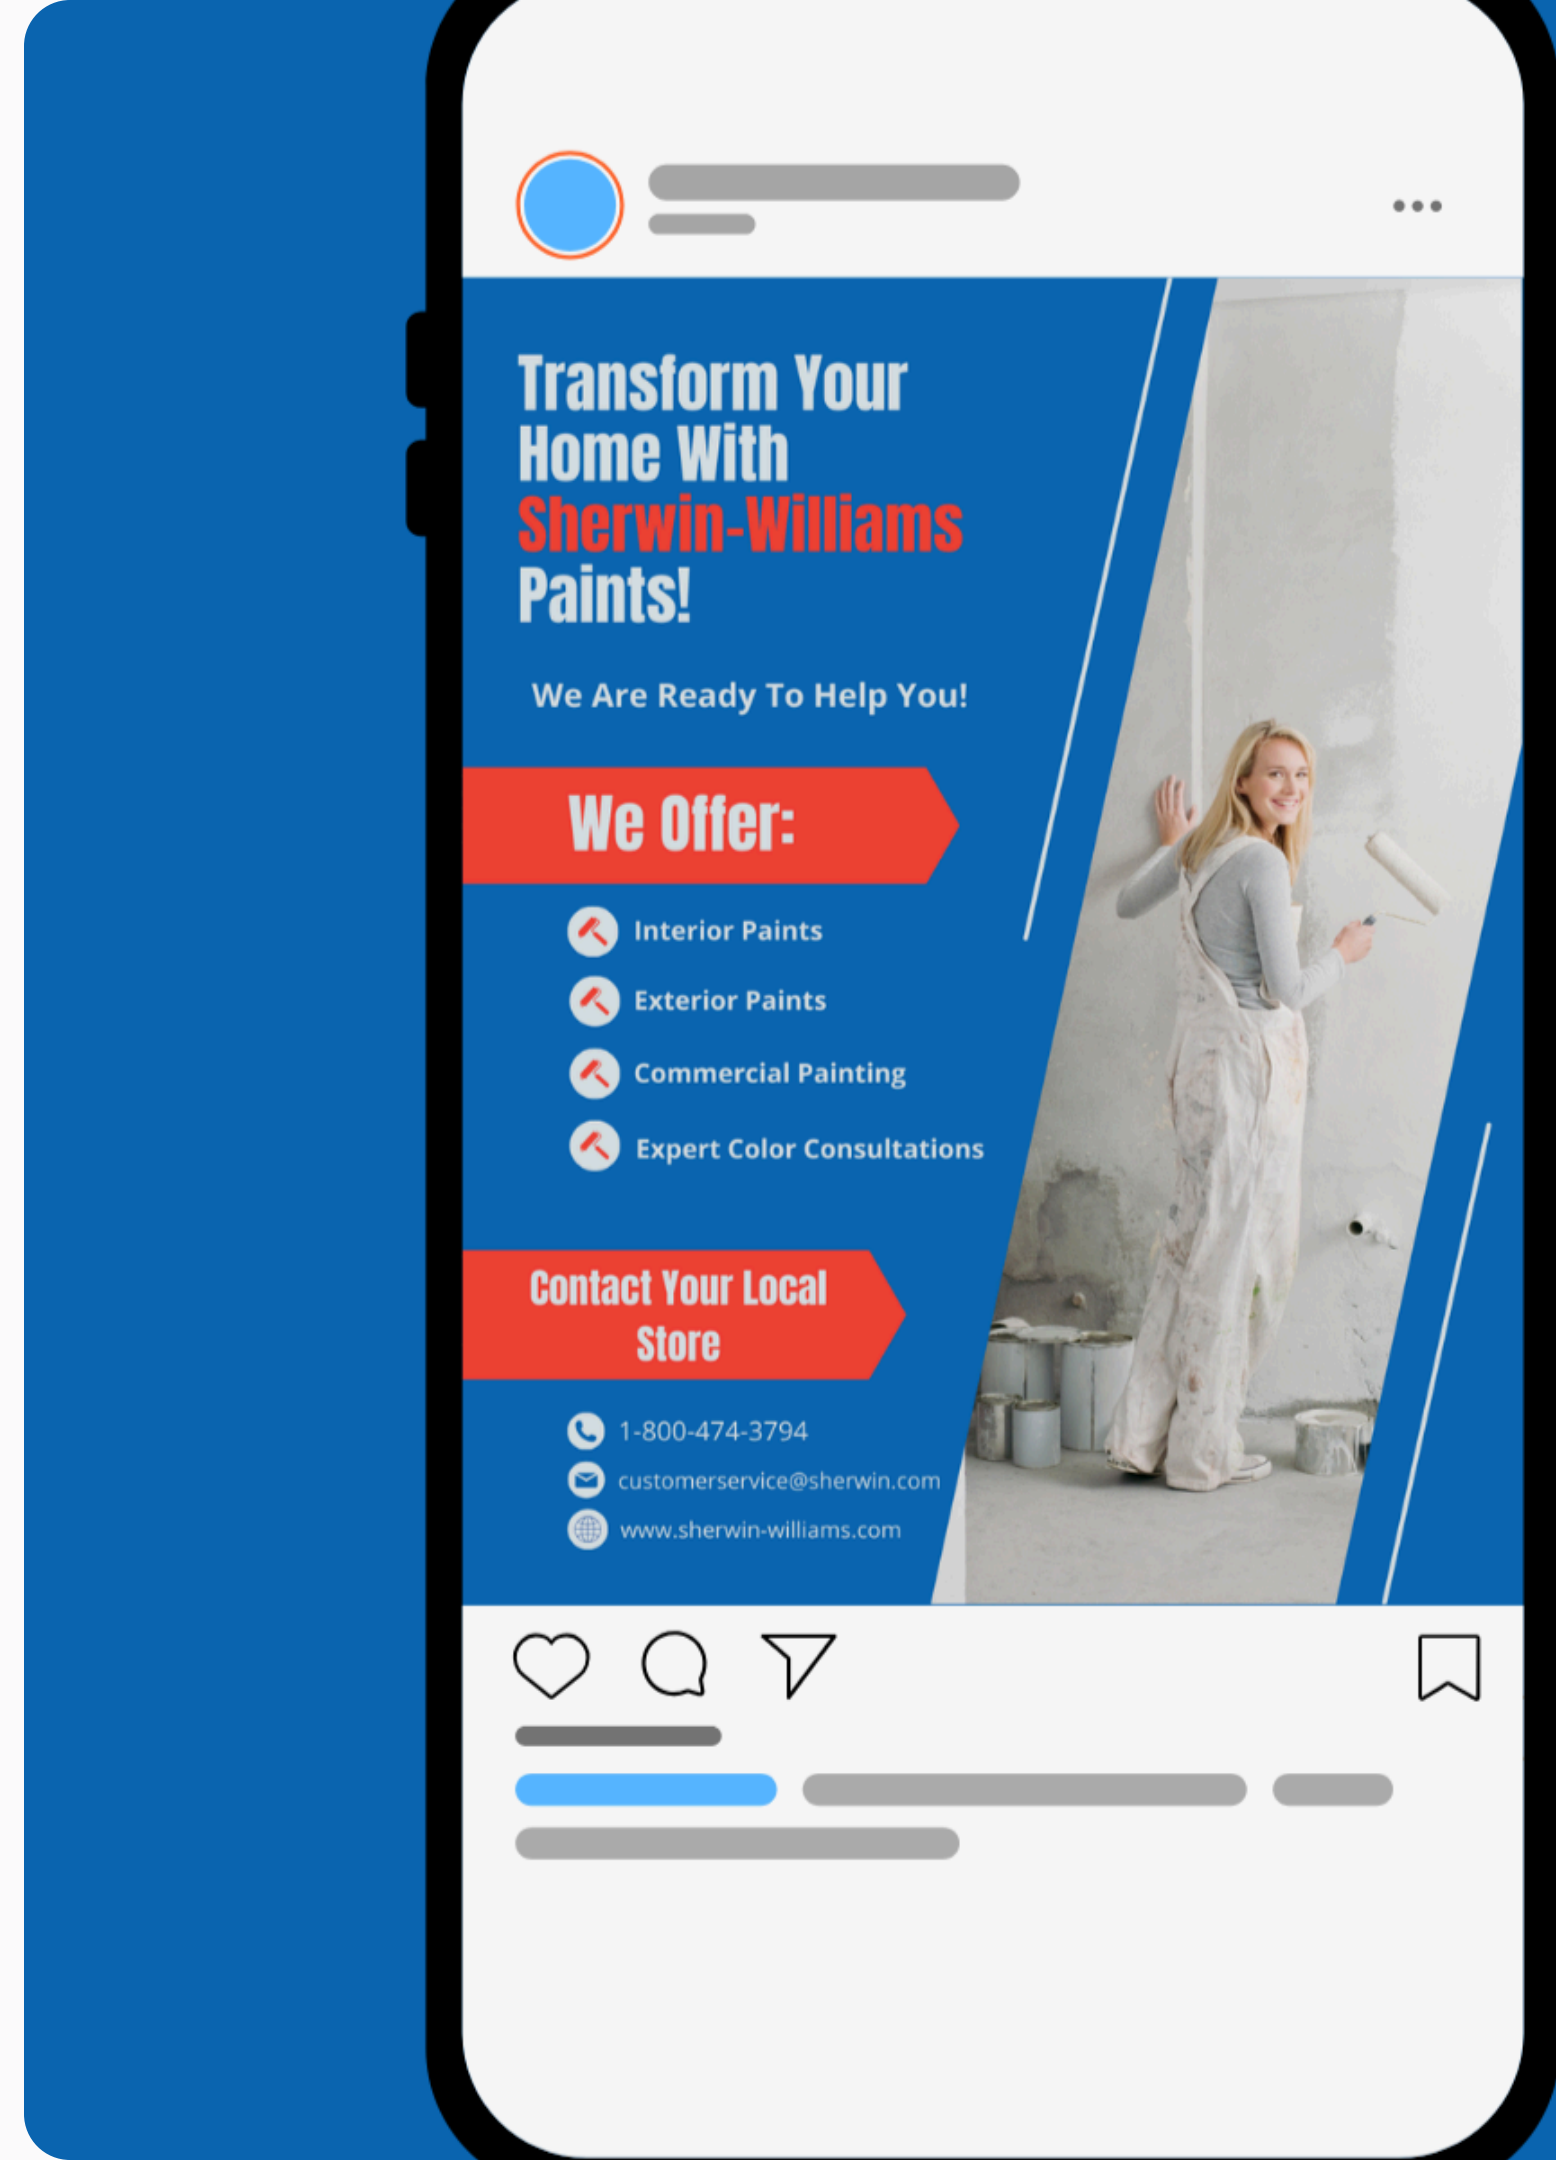 Transform Your
Home With
Sherwin-Williams
Paints!
We Are Ready To Help You!
We Offer:
Interior Paints
Exterior Paints
Commercial Painting
Expert Color Consultations
Contact Your Local
Store
1-800-474-3794
customerservice@sherwin.com
www.sherwin-williams.com